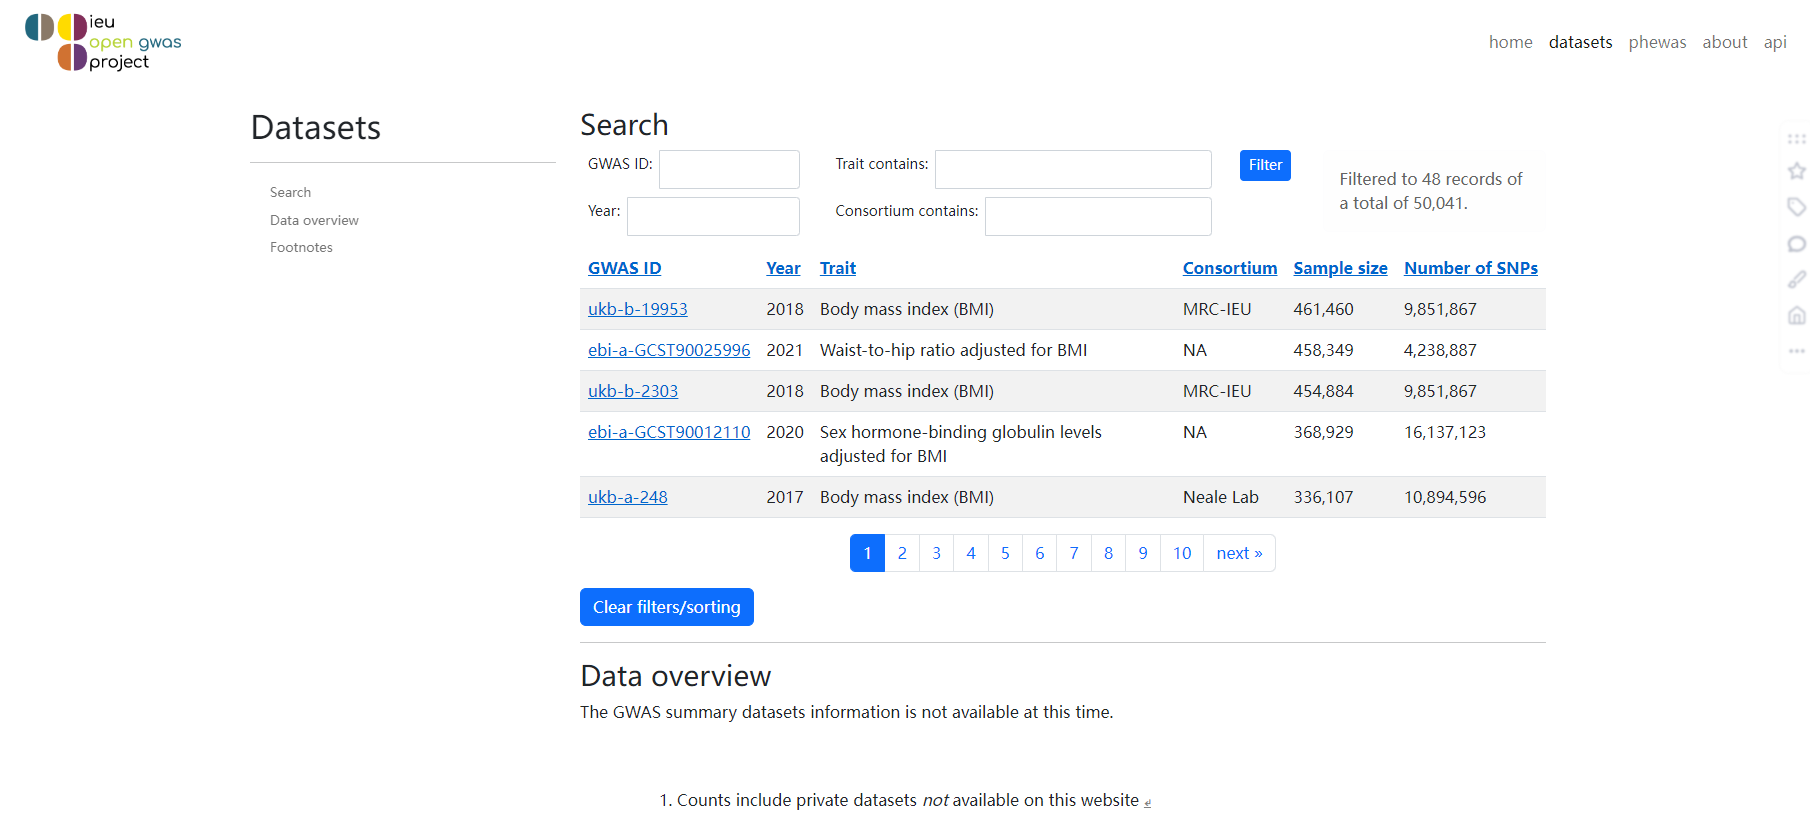 ieu
open gwas
project
home datasets phewas about api
Datasets
Search
Data overview
Footnotes
Search
GWAS ID: Trait contains: Filter
Year: Consortium contains:
Filtered to 48 records of
a total of 50,041.
GWAS ID Year Trait Consortium Sample size Number of SNPs
ukb-b-19953 2018 Body mass index (BMI) MRC-IEU 461,460 9,851,867
ebi-a-GCST90025996 2021 Waist-to-hip ratio adjusted for BMI NA 458,349 4,238,887
ukb-b-2303 2018 Body mass index (BMI) MRC-IEU 454,884 9,851,867
ebi-a-GCST90012110 2020 Sex hormone-binding globulin levels NA 368,929 16,137,123
adjusted for BMI
ukb-a-248 2017 Body mass index (BMI) Neale Lab 336,107 10,894,596
1 2 3 4 5 6 7 8 9 10 next »
Clear filters/sorting
Data overview
The GWAS summary datasets information is not available at this time.
1. Counts include private datasets not available on this website ↲